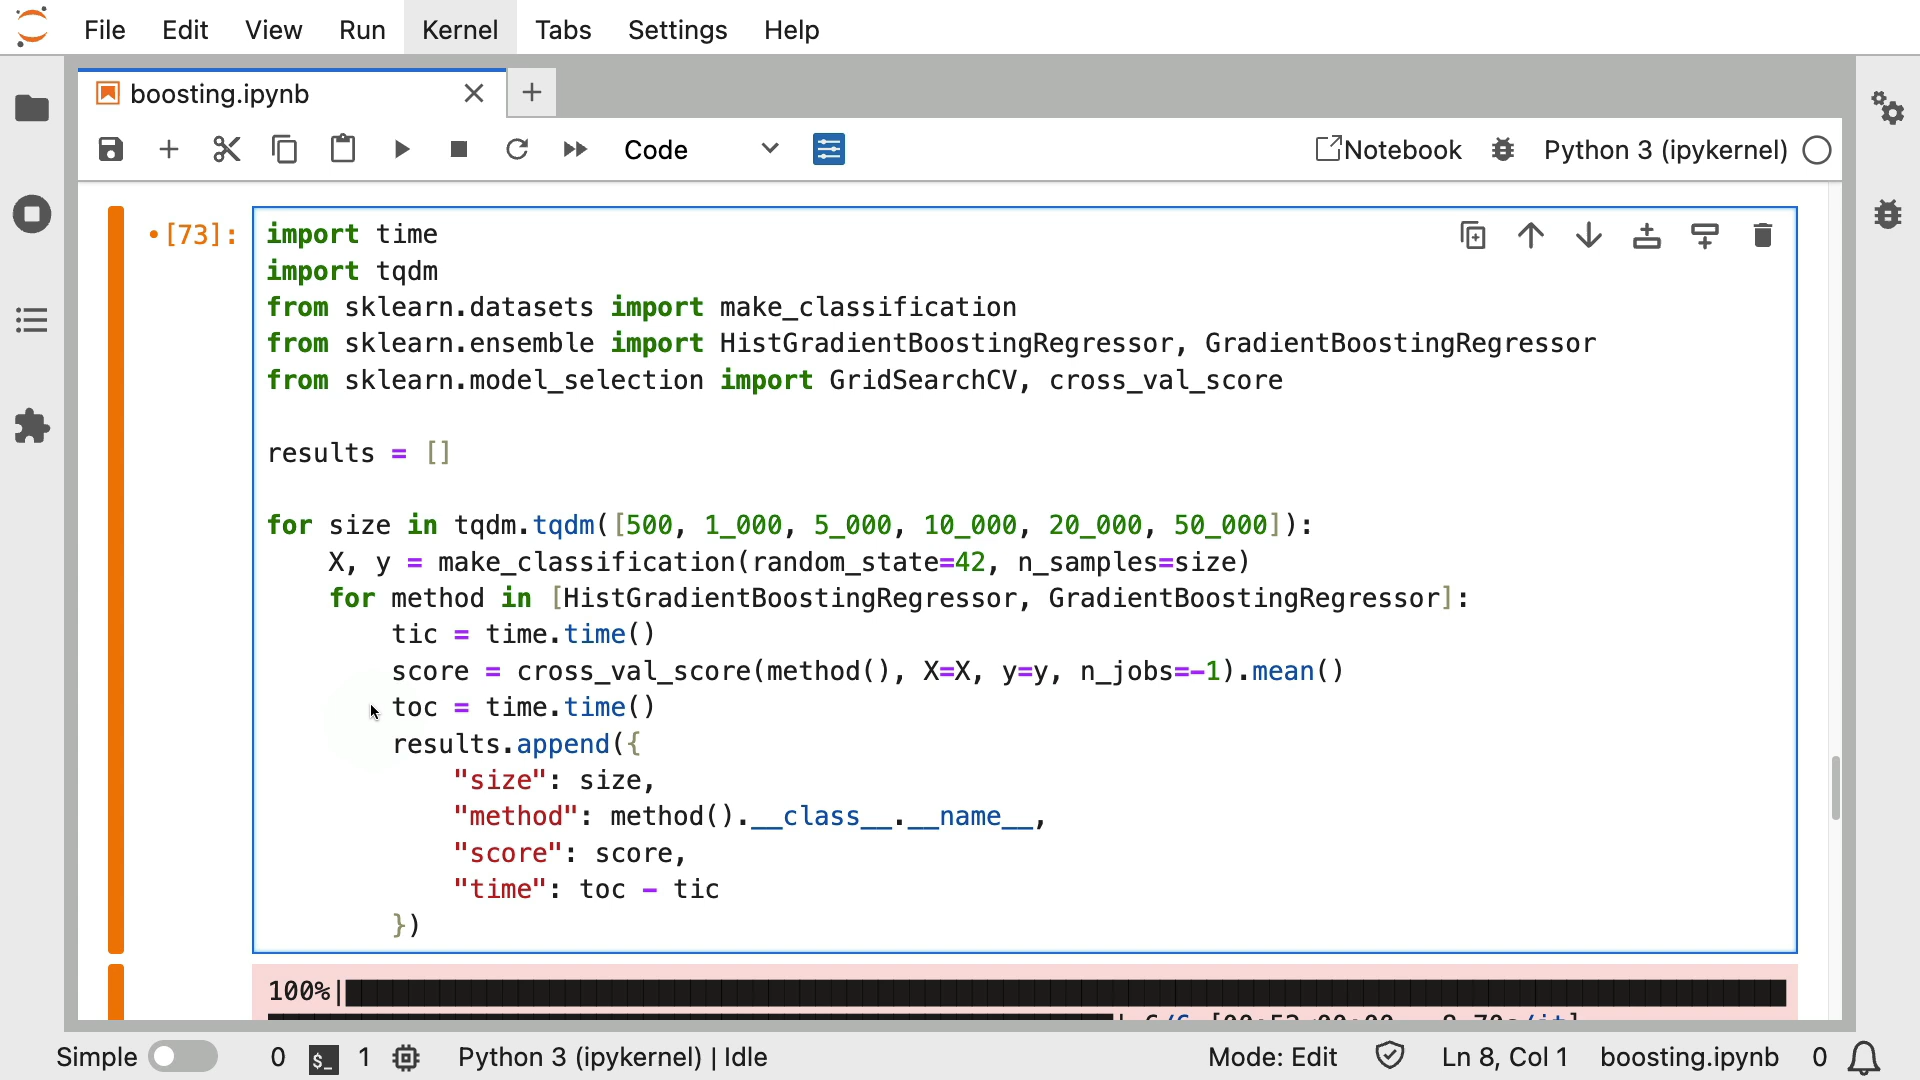 File Edit View Run Kernel Tabs Settings Help
boosting.ipynb
Code Notebook Python 3 (ipykernel)
•[73]: import time
import tqdm
from sklearn.datasets import make_classification
from sklearn.ensemble import HistGradientBoostingRegressor, GradientBoostingRegressor
from sklearn.model_selection import GridSearchCV, cross_val_score
results = []
for size in tqdm.tqdm([500, 1_000, 5_000, 10_000, 20_000, 50_000]):
X, y = make_classification(random_state=42, n_samples=size)
for method in [HistGradientBoostingRegressor, GradientBoostingRegressor]:
tic = time.time()
score = cross_val_score(method(), X=X, y=y, n_jobs=-1).mean()
toc = time.time()
results.append({
"size": size,
"method": method().__class__.__name__,
"score": score,
"time": toc - tic
})
100%|
Simple 0 $_ 1 Python 3 (ipykernel) | Idle Mode: Edit Ln 8, Col 1 boosting.ipynb 0